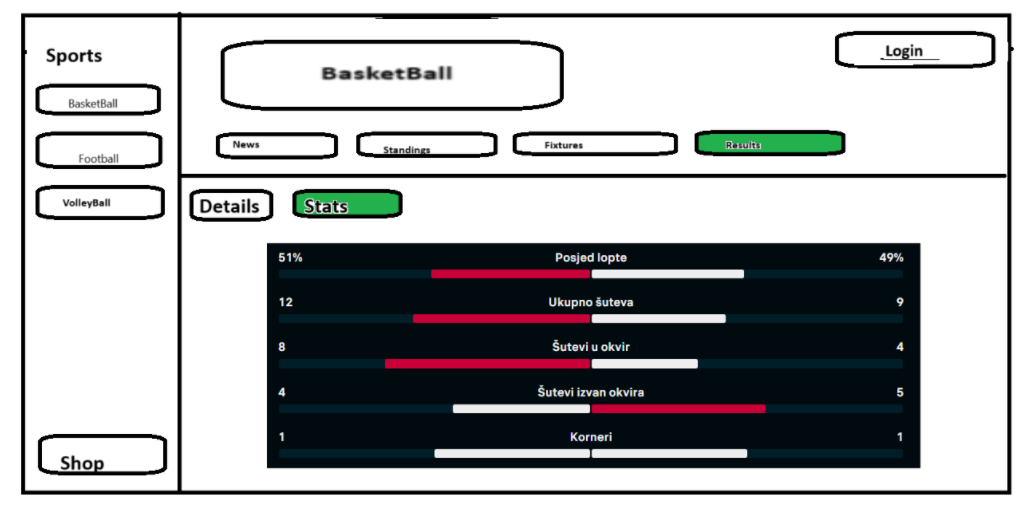 Sports
BasketBall
Football
VolleyBall
Shop
BasketBall
Login
News
Standings
Fixtures
Results
Details
Stats
51% Posjed lopte 49%
12 Ukupno šuteva 9
8 Šutevi u okvir 4
4 Šutevi izvan okvira 5
1 Korneri 1